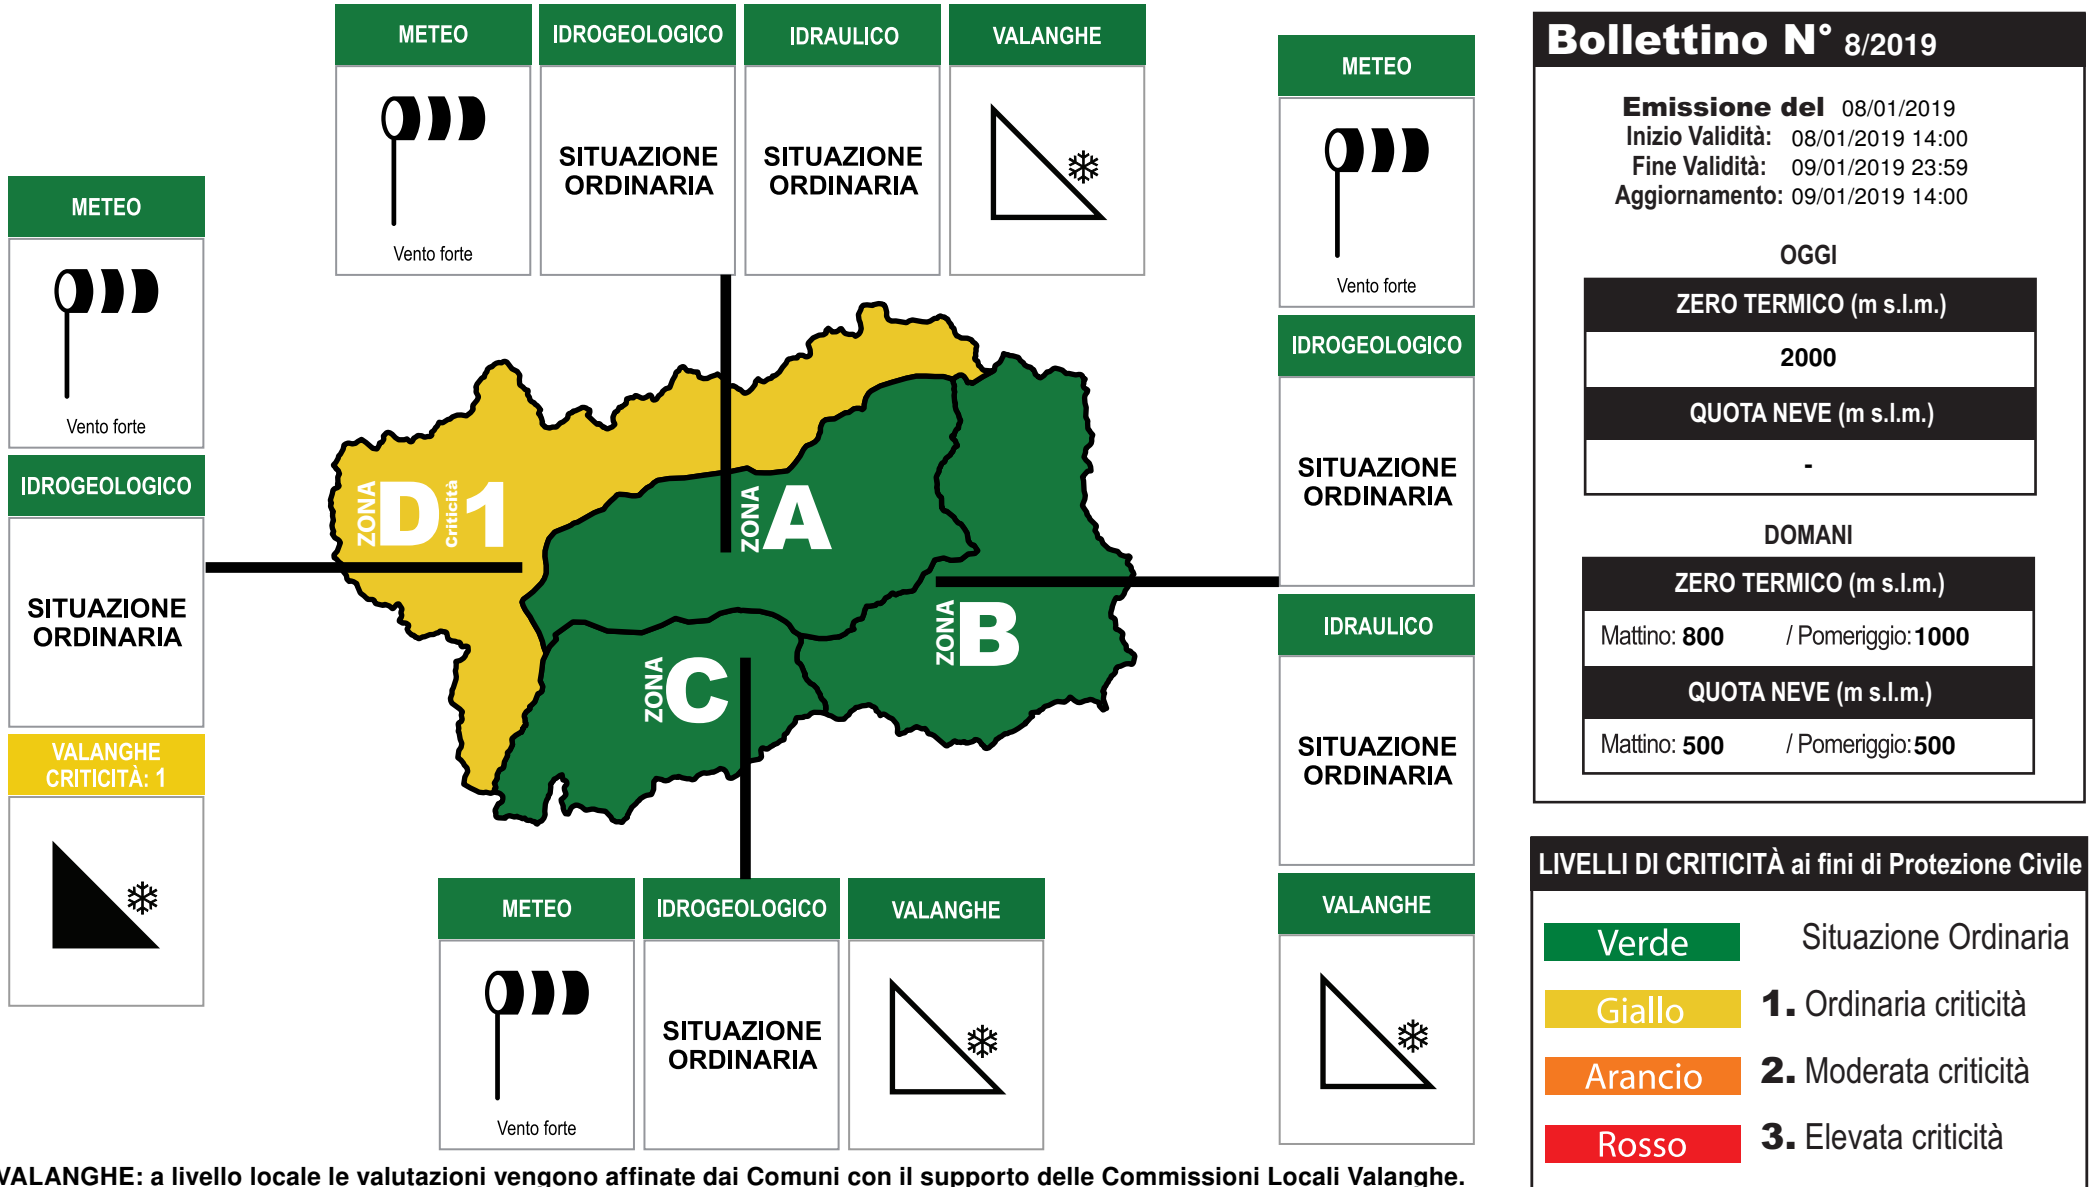 METEO
Vento forte
IDROGEOLOGICO
SITUAZIONE
ORDINARIA
IDRAULICO
SITUAZIONE
ORDINARIA
VALANGHE
METEO
Vento forte
IDROGEOLOGICO
SITUAZIONE
ORDINARIA
VALANGHE
CRITICITÀ: 1
METEO
Vento forte
IDROGEOLOGICO
SITUAZIONE
ORDINARIA
IDRAULICO
SITUAZIONE
ORDINARIA
VALANGHE
ZONA D Criticità 1
ZONA A
ZONA B
ZONA C
METEO
Vento forte
IDROGEOLOGICO
SITUAZIONE
ORDINARIA
VALANGHE
VALANGHE: a livello locale le valutazioni vengono affinate dai Comuni con il supporto delle Commissioni Locali Valanghe.
Bollettino N° 8/2019
Emissione del 08/01/2019
Inizio Validità: 08/01/2019 14:00
Fine Validità: 09/01/2019 23:59
Aggiornamento: 09/01/2019 14:00
OGGI
ZERO TERMICO (m s.l.m.)
2000
QUOTA NEVE (m s.l.m.)
-
DOMANI
ZERO TERMICO (m s.l.m.)
Mattino: 800 / Pomeriggio: 1000
QUOTA NEVE (m s.l.m.)
Mattino: 500 / Pomeriggio: 500
LIVELLI DI CRITICITÀ ai fini di Protezione Civile
Verde Situazione Ordinaria
Giallo 1. Ordinaria criticità
Arancio 2. Moderata criticità
Rosso 3. Elevata criticità